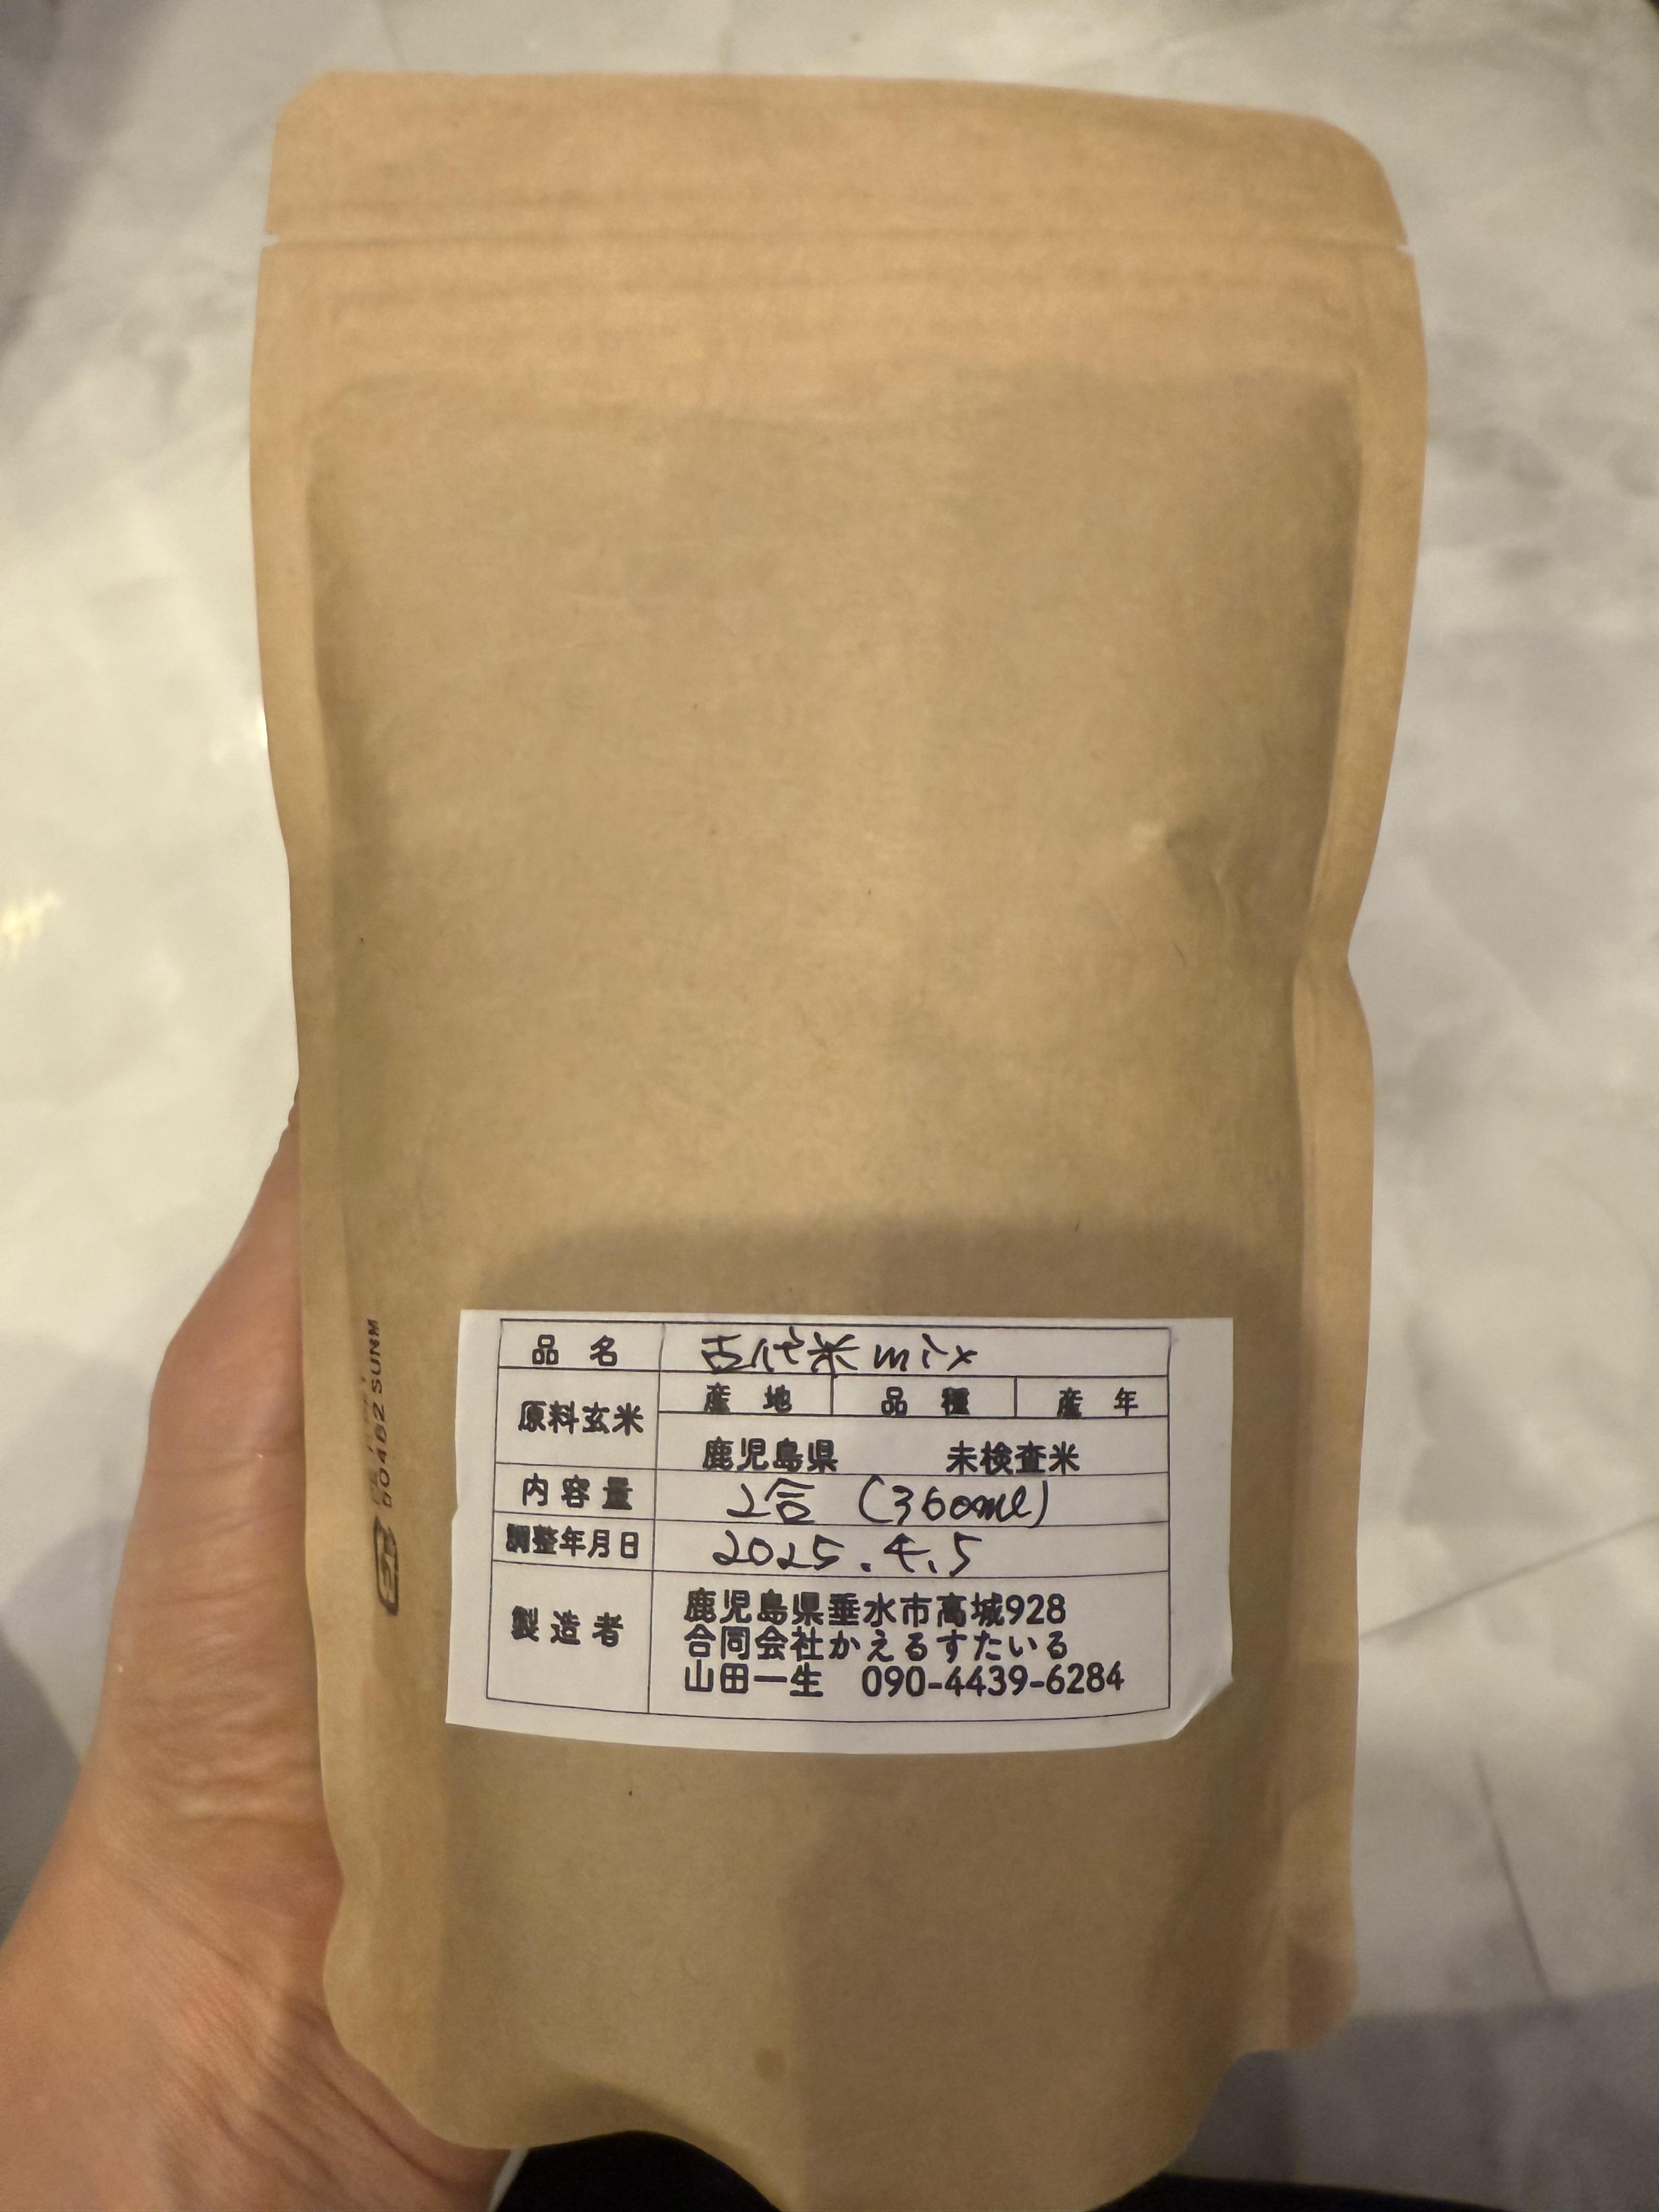 品名 古代米mix
原料玄米 産地 品種 産年
鹿児島県 未検査米
内容量 2合 (360ml)
調整年月日 2025.4.5
製造者 鹿児島県垂水市高城928
合同会社かえるすたいる
山田一生 090-4439-6284
00462 SUNM